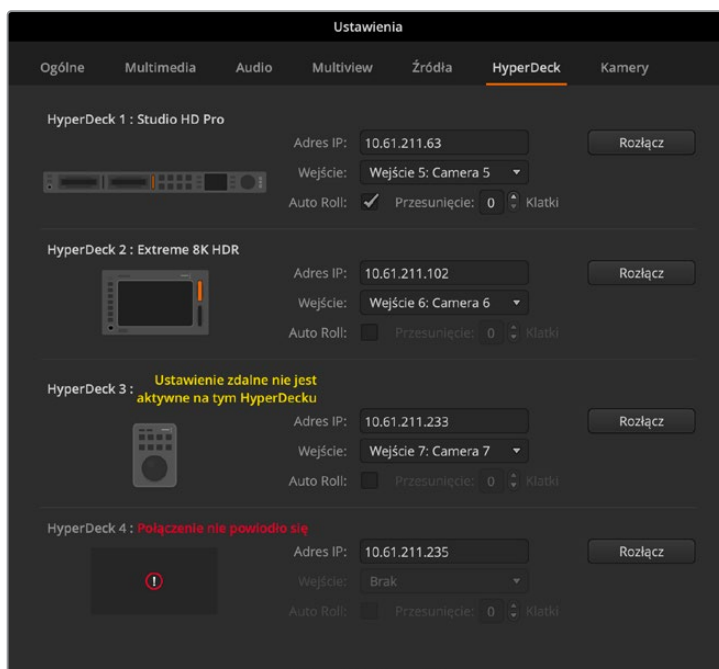 Ustawienia
Ogólne Multimedia Audio Multiview Źródła HyperDeck Kamery
HyperDeck 1 : Studio HD Pro
Adres IP: 10.61.211.63 Rozłącz
Wejście: Wejście 5: Camera 5
Auto Roll: Przesunięcie: 0 Klatki
HyperDeck 2 : Extreme 8K HDR
Adres IP: 10.61.211.102 Rozłącz
Wejście: Wejście 6: Camera 6
Auto Roll: Przesunięcie: 0 Klatki
HyperDeck 3 : Ustawienie zdalne nie jest
aktywne na tym HyperDecku
Adres IP: 10.61.211.233 Rozłącz
Wejście: Wejście 7: Camera 7
Auto Roll: Przesunięcie: 0 Klatki
HyperDeck 4 : Połączenie nie powiodło się
Adres IP: 10.61.211.235 Rozłącz
Wejście: Brak
Auto Roll: Przesunięcie: 0 Klatki